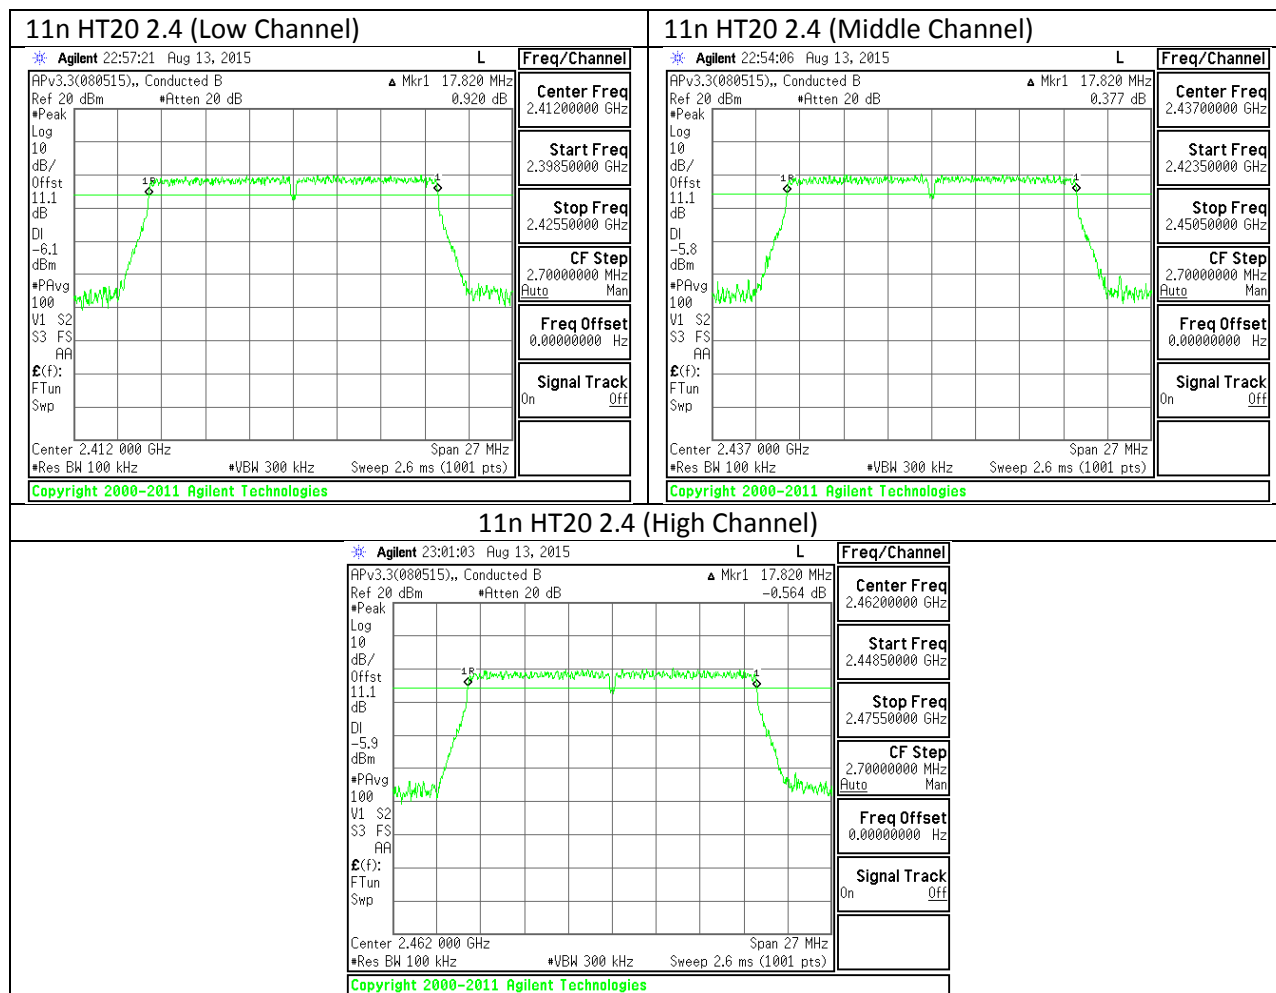 11n HT20 2.4 (Low Channel)
Agilent 22:57:21 Aug 13, 2015 L
APv3.3(080515),, Conducted B
Δ Mkr1 17.820 MHz
Ref 20 dBm #Atten 20 dB 0.920 dB
#Peak
Log
10
dB/
Offst
11.1
dB
DI
-6.1
dBm
#PAvg
100
V1 S2
S3 FS
AA
£(f):
FTun
Swp
1R
1
Center 2.412 000 GHz Span 27 MHz
#Res BW 100 kHz #VBW 300 kHz Sweep 2.6 ms (1001 pts)
Copyright 2000-2011 Agilent Technologies
Freq/Channel
Center Freq
2.41200000 GHz
Start Freq
2.39850000 GHz
Stop Freq
2.42550000 GHz
CF Step
2.70000000 MHz
Auto Man
Freq Offset
0.00000000 Hz
Signal Track
On Off
11n HT20 2.4 (Middle Channel)
Agilent 22:54:06 Aug 13, 2015 L
APv3.3(080515),, Conducted B
Δ Mkr1 17.820 MHz
Ref 20 dBm #Atten 20 dB 0.377 dB
#Peak
Log
10
dB/
Offst
11.1
dB
DI
-5.8
dBm
#PAvg
100
V1 S2
S3 FS
AA
£(f):
FTun
Swp
1R
1
Center 2.437 000 GHz Span 27 MHz
#Res BW 100 kHz #VBW 300 kHz Sweep 2.6 ms (1001 pts)
Copyright 2000-2011 Agilent Technologies
Freq/Channel
Center Freq
2.43700000 GHz
Start Freq
2.42350000 GHz
Stop Freq
2.45050000 GHz
CF Step
2.70000000 MHz
Auto Man
Freq Offset
0.00000000 Hz
Signal Track
On Off
11n HT20 2.4 (High Channel)
Agilent 23:01:03 Aug 13, 2015 L
APv3.3(080515),, Conducted B
Δ Mkr1 17.820 MHz
Ref 20 dBm #Atten 20 dB -0.564 dB
#Peak
Log
10
dB/
Offst
11.1
dB
DI
-5.9
dBm
#PAvg
100
V1 S2
S3 FS
AA
£(f):
FTun
Swp
1R
1
Center 2.462 000 GHz Span 27 MHz
#Res BW 100 kHz #VBW 300 kHz Sweep 2.6 ms (1001 pts)
Copyright 2000-2011 Agilent Technologies
Freq/Channel
Center Freq
2.46200000 GHz
Start Freq
2.44850000 GHz
Stop Freq
2.47550000 GHz
CF Step
2.70000000 MHz
Auto Man
Freq Offset
0.00000000 Hz
Signal Track
On Off